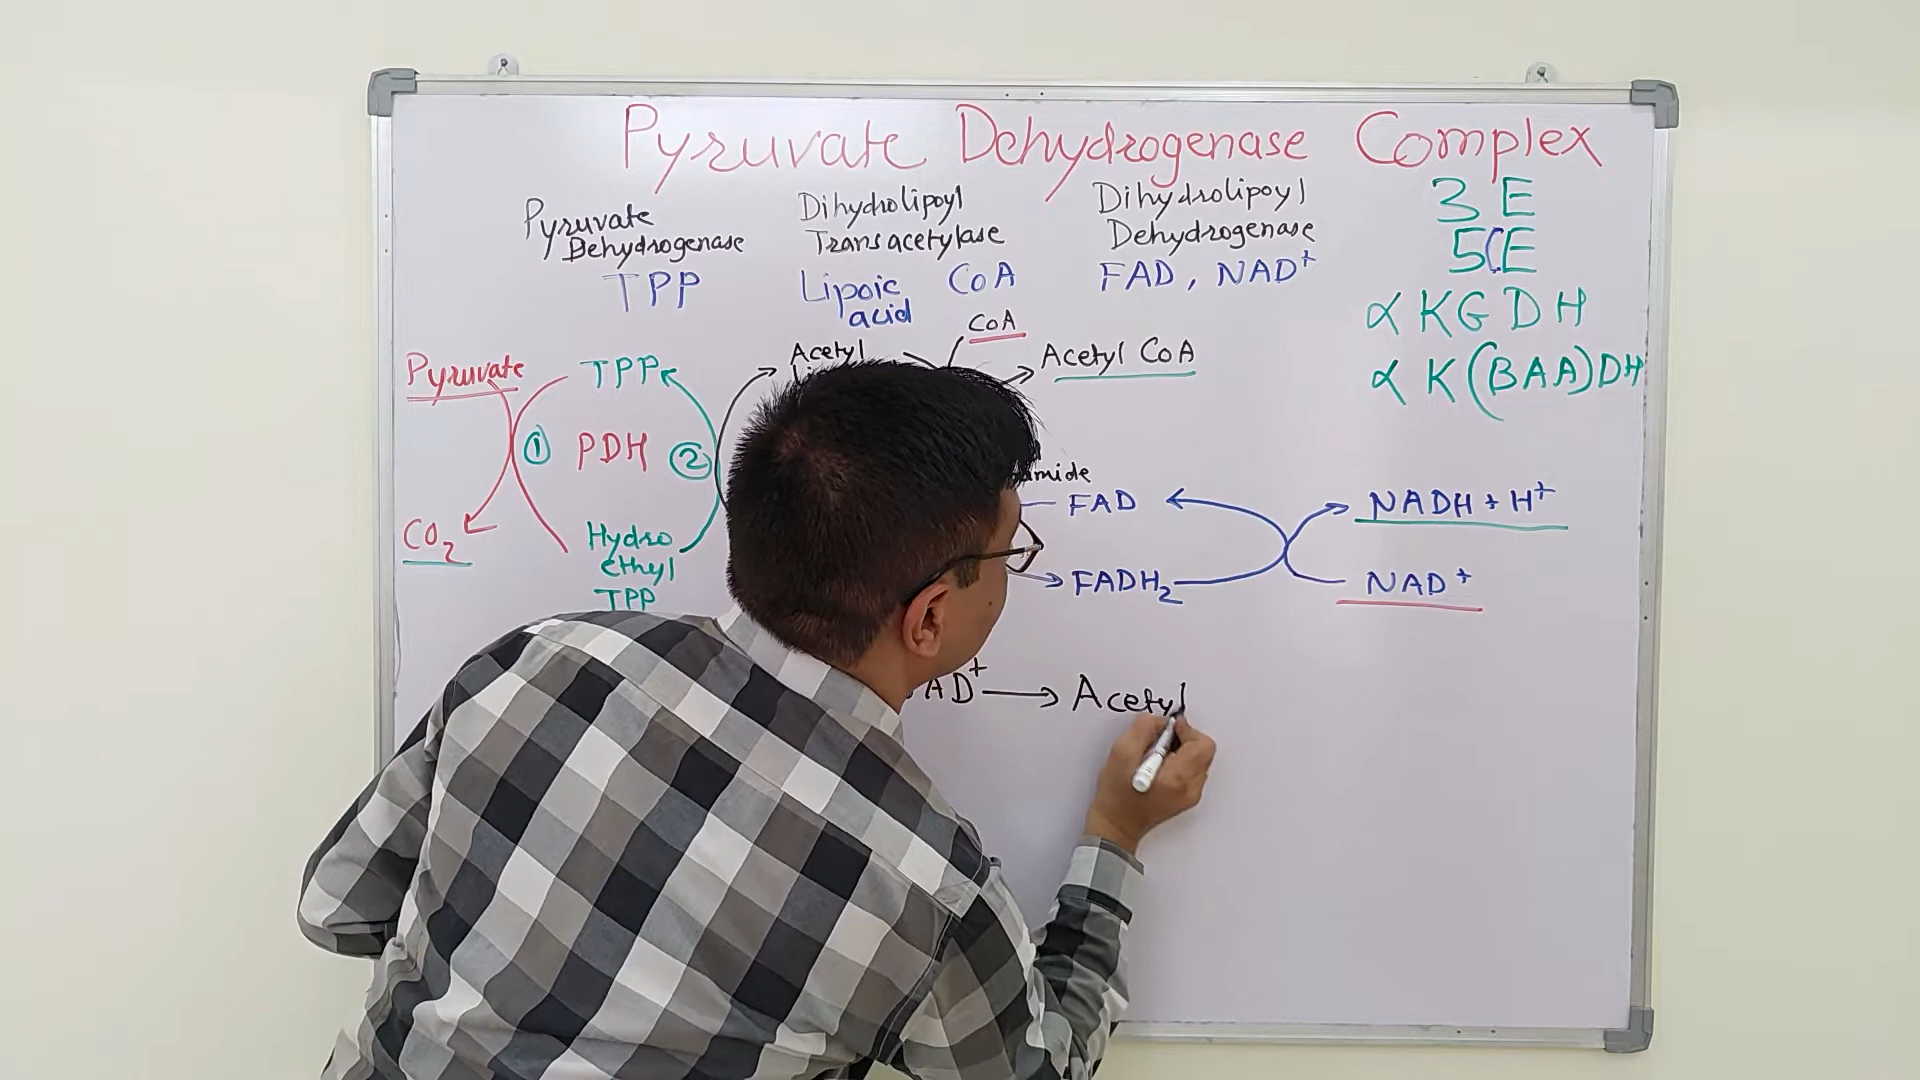 Pyruvate Dehydrogenase Complex
Pyruvate
Dehydrogenase
TPP
Dihydrolipoyl
Transacetylase
Lipoic CoA
acid
Dihydrolipoyl
Dehydrogenase
FAD, NAD⁺
3 E
5CE
α KGDH
α K(BAA)DH
Pyruvate
TPP
① PDH ②
CO₂
Hydro
ethyl
TPP
Acetyl
CoA
Acetyl CoA
FAD
FADH₂
NADH + H⁺
NAD⁺
AD⁺ → Acetyl